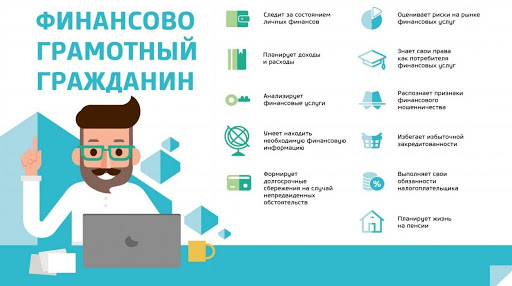 ФИНАНСОВО
ГРАМОТНЫЙ
ГРАЖДАНИН
Следит за состоянием
личных финансов
Планирует доходы
и расходы
Анализирует
финансовые услуги
Умеет находить
необходимую финансовую
информацию
Формирует
долгосрочные
сбережения на случай
непредвиденных
обстоятельств
Оценивает риски на рынке
финансовых услуг
Знает свои права
как потребителя
финансовых услуг
Распознает признаки
финансового
мошенничества
Избегает избыточной
закредитованности
Выполняет свои
обязанности
налогоплательщика
Планирует жизнь
на пенсии